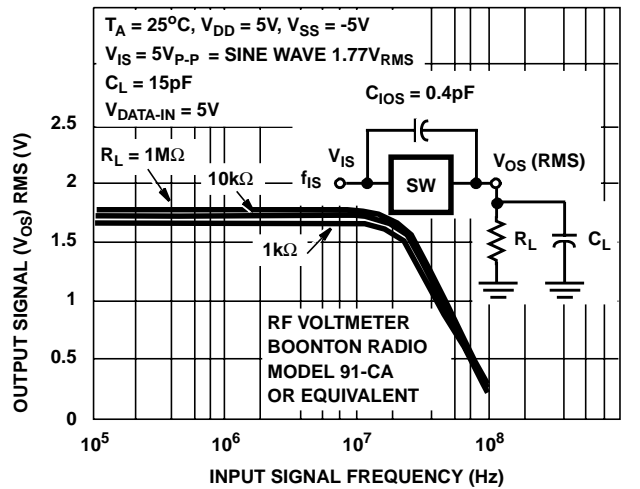 T_A = 25°C, V_DD = 5V, V_SS = -5V
V_IS = 5V_P-P = SINE WAVE 1.77V_RMS
C_L = 15pF
V_DATA-IN = 5V
C_IOS = 0.4pF
V_IS
f_IS
SW
V_OS (RMS)
R_L
C_L
R_L = 1MΩ
10kΩ
1kΩ
RF VOLTMETER
BOONTON RADIO
MODEL 91-CA
OR EQUIVALENT
OUTPUT SIGNAL (V_OS) RMS (V)
2.5
2
1.5
1
0.5
0
10^5
10^6
10^7
10^8
INPUT SIGNAL FREQUENCY (Hz)